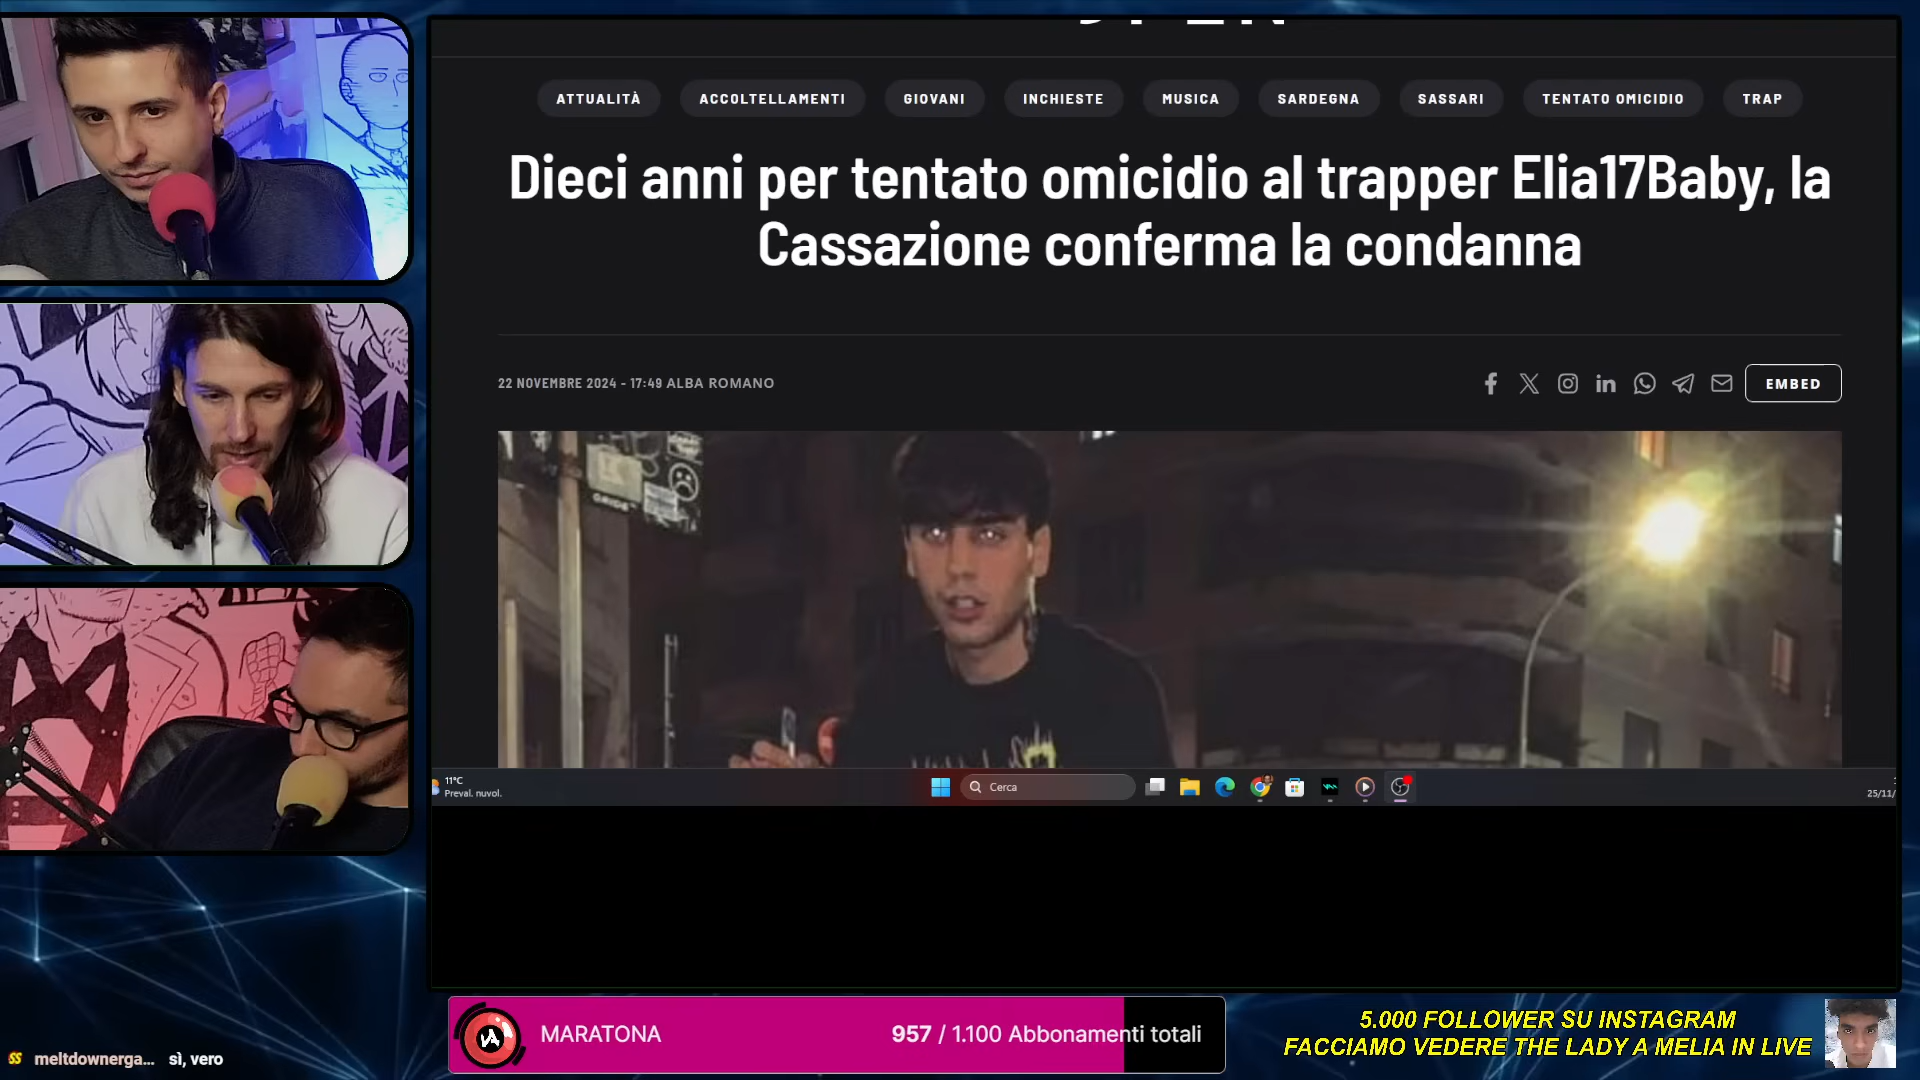 OPEN
ATTUALITÀ
ACCOLTELLAMENTI
GIOVANI
INCHIESTE
MUSICA
SARDEGNA
SASSARI
TENTATO OMICIDIO
TRAP
Dieci anni per tentato omicidio al trapper Elia17Baby, la
Cassazione conferma la condanna
22 NOVEMBRE 2024 - 17:49 ALBA ROMANO
EMBED
11°C
Preval. nuvol.
Cerca
25/11/
MARATONA
957 / 1.100 Abbonamenti totali
5.000 FOLLOWER SU INSTAGRAM
FACCIAMO VEDERE THE LADY A MELIA IN LIVE
meltdownerga... sì, vero